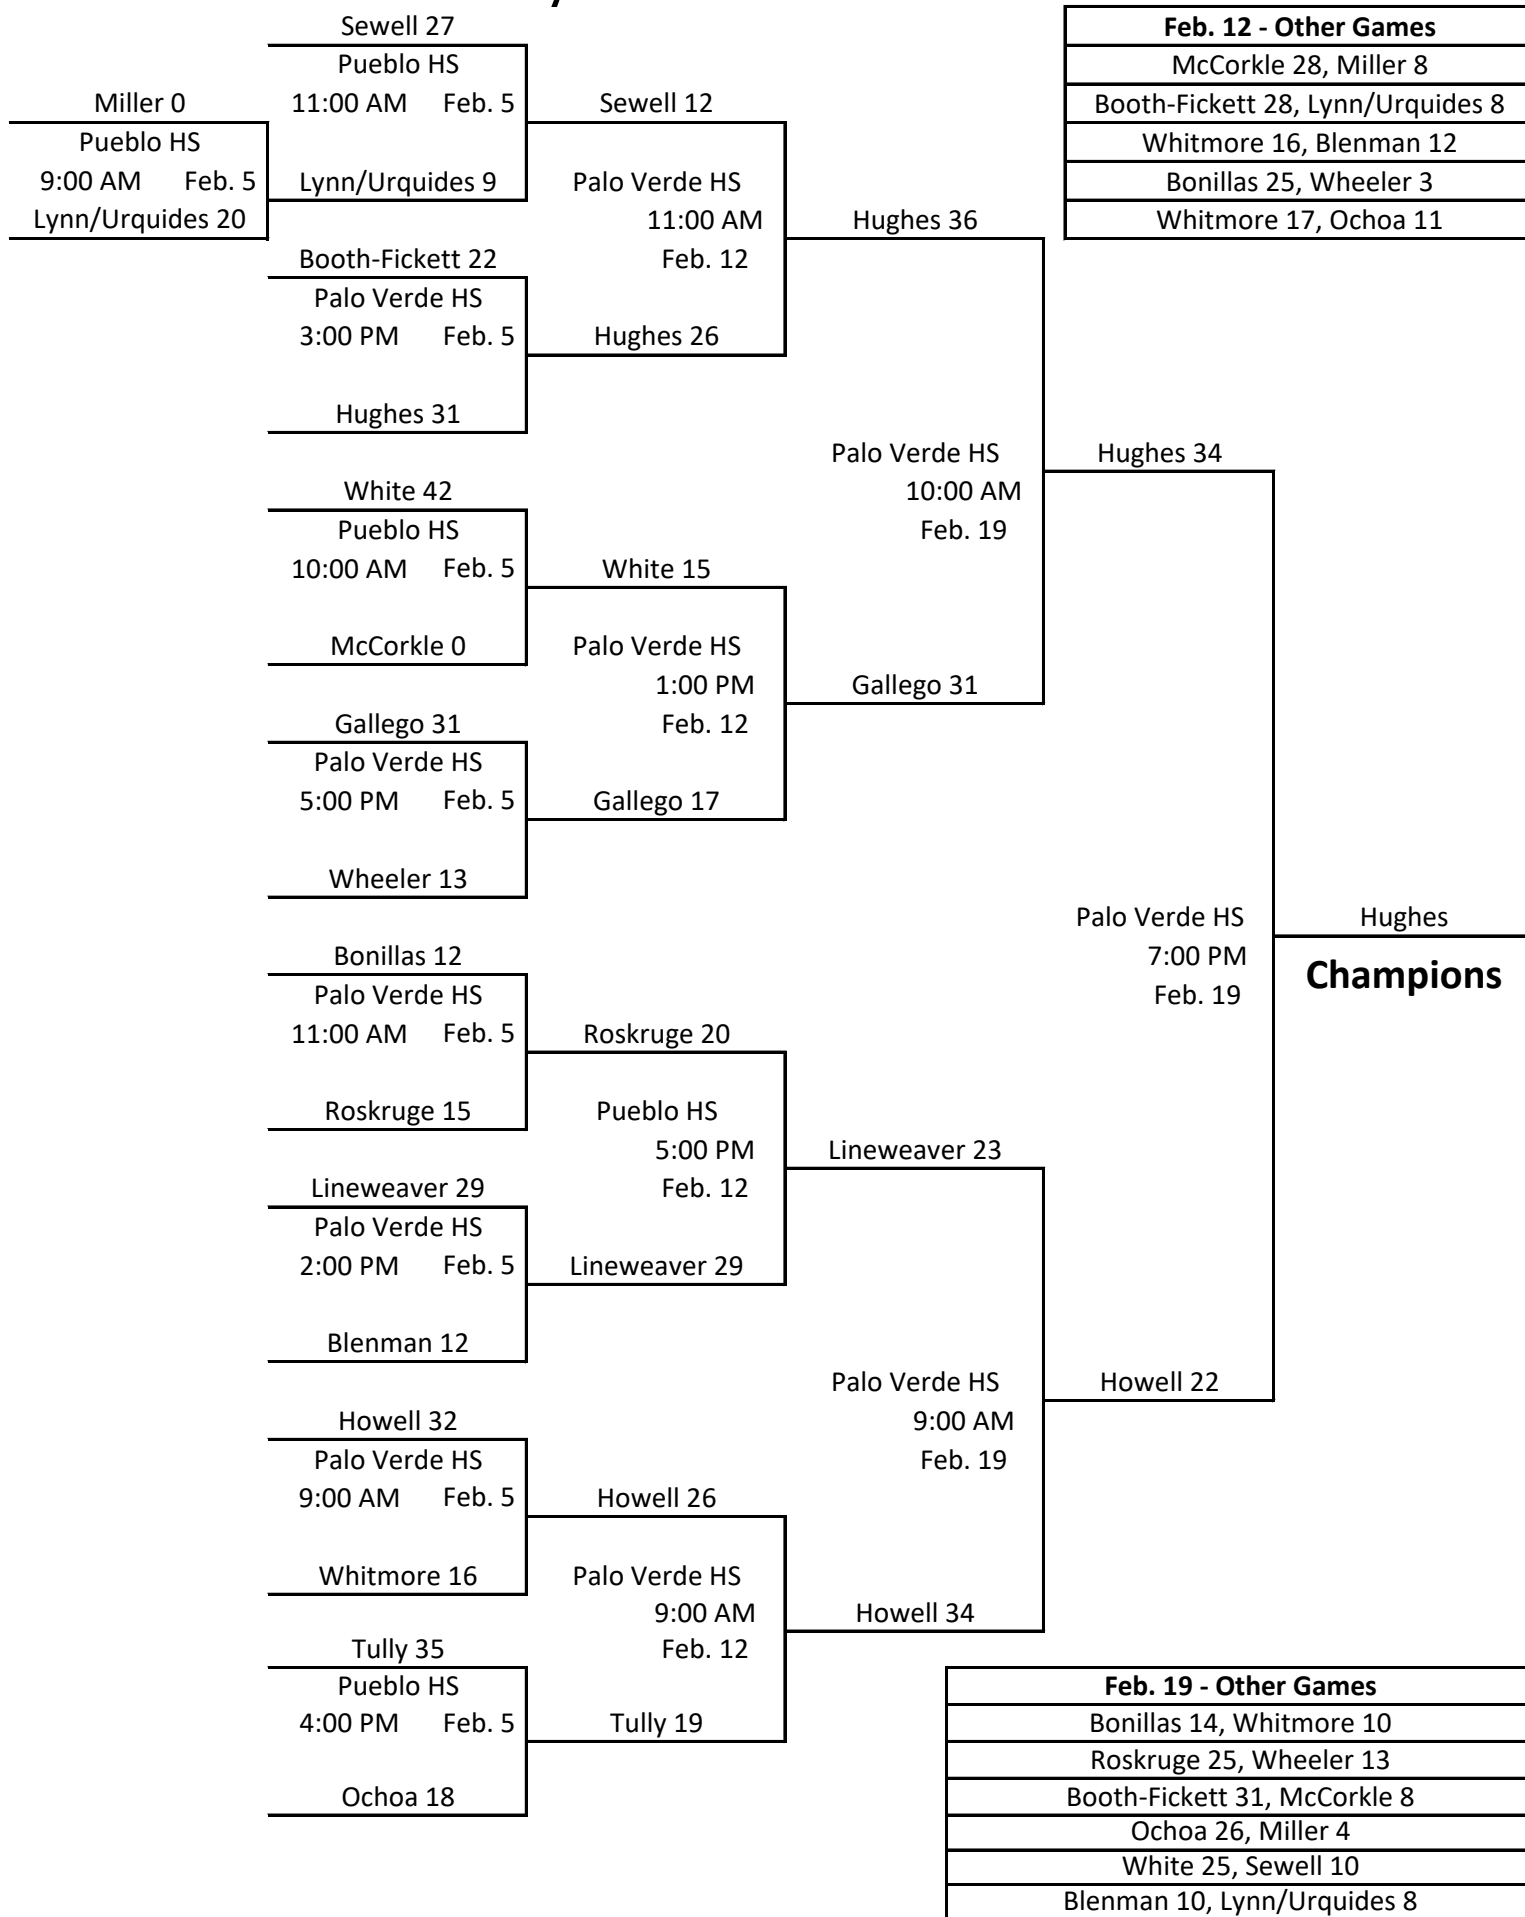 Sewell 27
Pueblo HS
11:00 AM Feb. 5
Lynn/Urquides 9
Miller 0
Pueblo HS
9:00 AM Feb. 5
Lynn/Urquides 20
Booth-Fickett 22
Palo Verde HS
3:00 PM Feb. 5
Hughes 31
White 42
Pueblo HS
10:00 AM Feb. 5
McCorkle 0
Gallego 31
Palo Verde HS
5:00 PM Feb. 5
Wheeler 13
Bonillas 12
Palo Verde HS
11:00 AM Feb. 5
Roskruge 15
Lineweaver 29
Palo Verde HS
2:00 PM Feb. 5
Blenman 12
Howell 32
Palo Verde HS
9:00 AM Feb. 5
Whitmore 16
Tully 35
Pueblo HS
4:00 PM Feb. 5
Ochoa 18
Sewell 12
Palo Verde HS
11:00 AM
Feb. 12
Hughes 26
White 15
Palo Verde HS
1:00 PM
Feb. 12
Gallego 17
Roskruge 20
Pueblo HS
5:00 PM
Feb. 12
Lineweaver 29
Howell 26
Palo Verde HS
9:00 AM
Feb. 12
Tully 19
Hughes 36
Palo Verde HS
10:00 AM
Feb. 19
Gallego 31
Lineweaver 23
Palo Verde HS
9:00 AM
Feb. 19
Howell 34
Hughes 34
Palo Verde HS
7:00 PM
Feb. 19
Howell 22
Hughes
Champions
Feb. 12 - Other Games
McCorkle 28, Miller 8
Booth-Fickett 28, Lynn/Urquides 8
Whitmore 16, Blenman 12
Bonillas 25, Wheeler 3
Whitmore 17, Ochoa 11
Feb. 19 - Other Games
Bonillas 14, Whitmore 10
Roskruge 25, Wheeler 13
Booth-Fickett 31, McCorkle 8
Ochoa 26, Miller 4
White 25, Sewell 10
Blenman 10, Lynn/Urquides 8